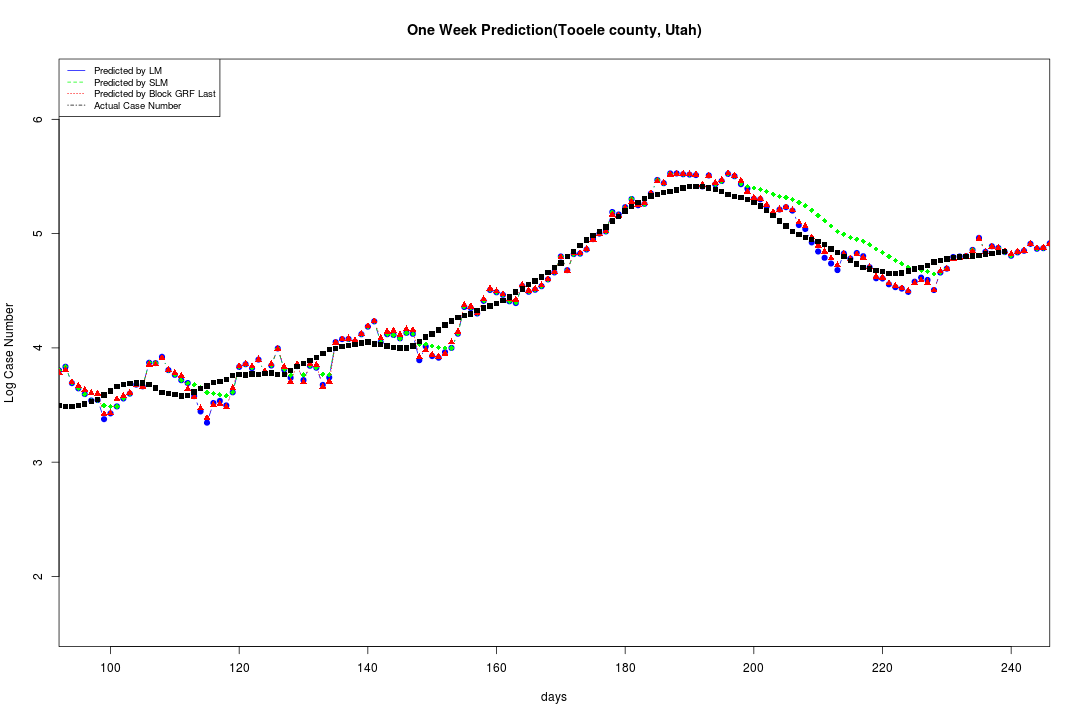 One Week Prediction(Tooele county, Utah)
Predicted by LM
Predicted by SLM
Predicted by Block GRF Last
Actual Case Number
6
5
4
3
2
Log Case Number
100 120 140 160 180 200 220 240
days